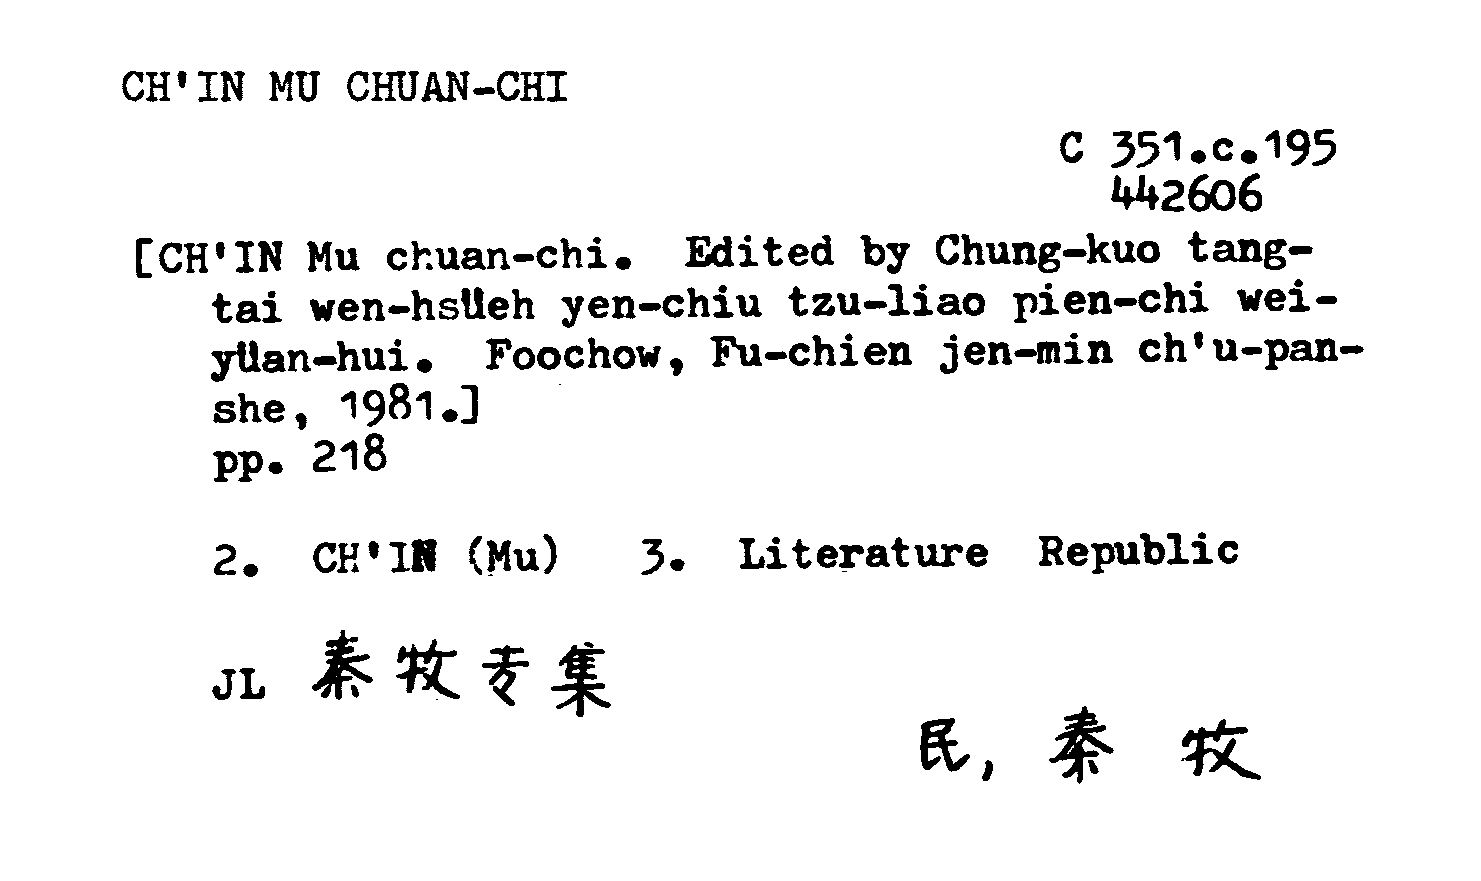 CH'IN MU CHUAN-CHI
C 351.c.195
442606
[CH'IN Mu chuan-chi. Edited by Chung-kuo tang-
tai wen-hsüeh yen-chiu tzu-liao pien-chi wei-
yüan-hui. Foochow, Fu-chien jen-min ch'u-pan-
she, 1981.]
pp. 218
2. CH'IN (Mu) 3. Literature Republic
JL 秦牧专集
民, 秦牧